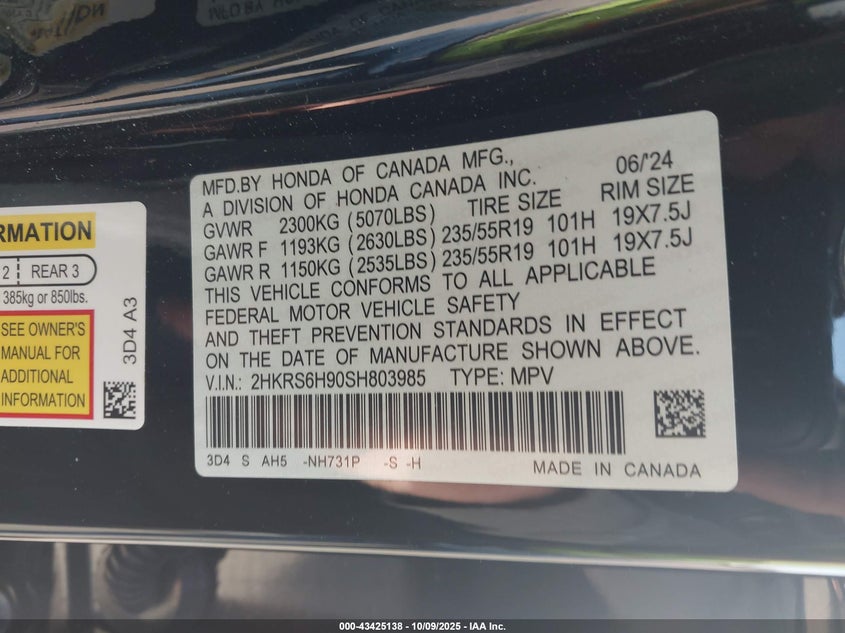 RMATION
2 REAR 3
385kg or 850lbs.
SEE OWNER'S
MANUAL FOR
ADDITIONAL
INFORMATION
3D4 A3
MFD.BY HONDA OF CANADA MFG., 06/'24
A DIVISION OF HONDA CANADA INC. TIRE SIZE RIM SIZE
GVWR 2300KG (5070LBS)
GAWR F 1193KG (2630LBS) 235/55R19 101H 19X7.5J
GAWR R 1150KG (2535LBS) 235/55R19 101H 19X7.5J
THIS VEHICLE CONFORMS TO ALL APPLICABLE
FEDERAL MOTOR VEHICLE SAFETY
AND THEFT PREVENTION STANDARDS IN EFFECT
ON THE DATE OF MANUFACTURE SHOWN ABOVE.
V.I.N.: 2HKRS6H90SH803985 TYPE: MPV
3D4 S AH5 -NH731P -S -H
MADE IN CANADA
000-43425138 - 10/09/2025 - IAA Inc.